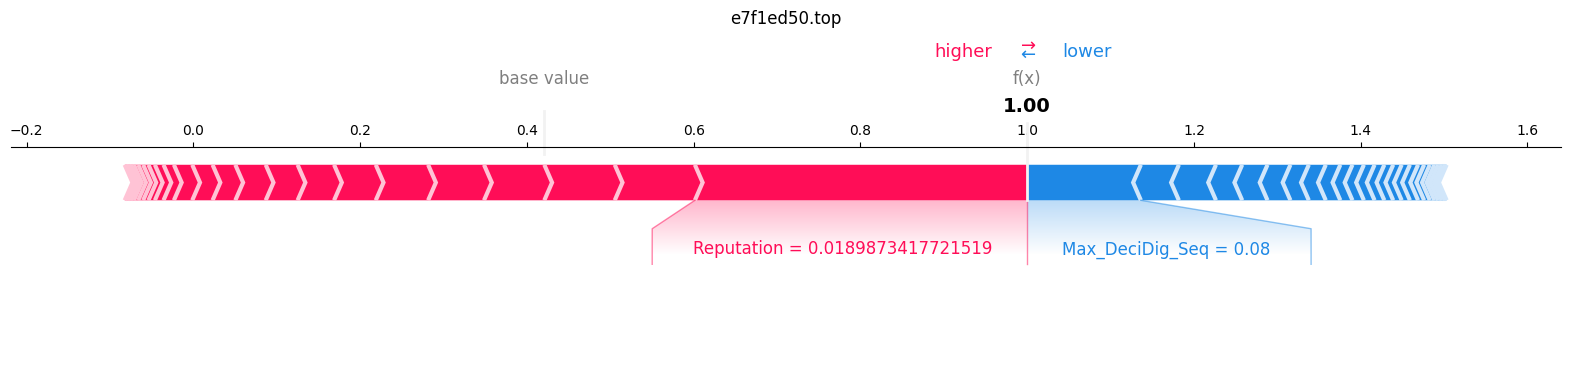 e7f1ed50.top
higher → lower
←
base value f(x)
1.00
−0.2 0.0 0.2 0.4 0.6 0.8 1.0 1.2 1.4 1.6
Reputation = 0.0189873417721519 Max_DeciDig_Seq = 0.08